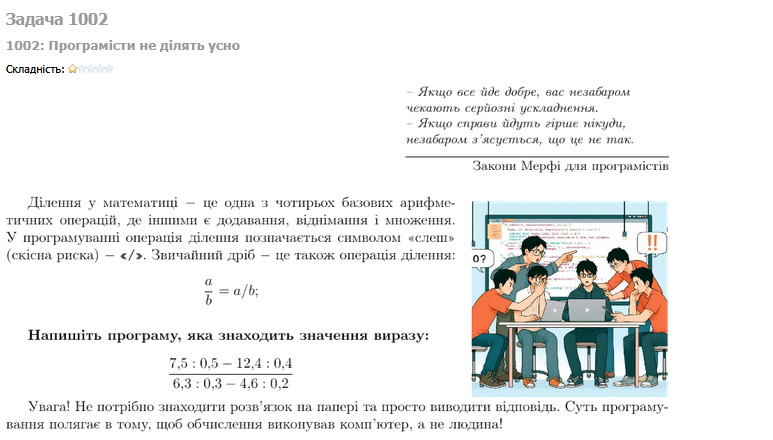 Задача 1002
1002: Програмісти не ділять усно
Складність:
– Якщо все йде добре, вас незабаром
чекають серйозні ускладнення.
– Якщо справи йдуть гірше нікуди,
незабаром з'ясується, що це не так.
Закони Мерфі для програмістів
Ділення у математиці – це одна з чотирьох базових арифме-
тичних операцій, де іншими є додавання, віднімання і множення.
У програмуванні операція ділення позначається символом «слеш»
(скісна риска) – «/». Звичайний дріб – це також операція ділення:
a
b = a/b;
Напишіть програму, яка знаходить значення виразу:
7,5 : 0,5 − 12,4 : 0,4
6,3 : 0,3 − 4,6 : 0,2
0?
!!
Увага! Не потрібно знаходити розв'язок на папері та просто виводити відповідь. Суть програму-
вання полягає в тому, щоб обчислення виконував комп'ютер, а не людина!